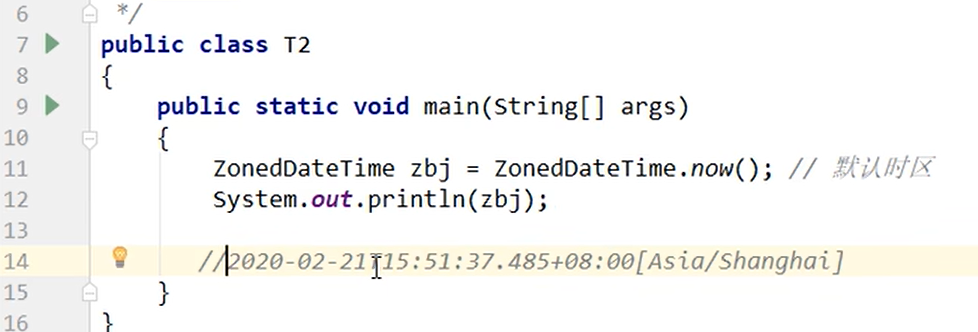 6 */
7 public class T2
8 {
9 public static void main(String[] args)
10 {
11 ZonedDateTime zbj = ZonedDateTime.now(); // 默认时区
12 System.out.println(zbj);
13
14 //2020-02-21T15:51:37.485+08:00[Asia/Shanghai]
15 }
16 }